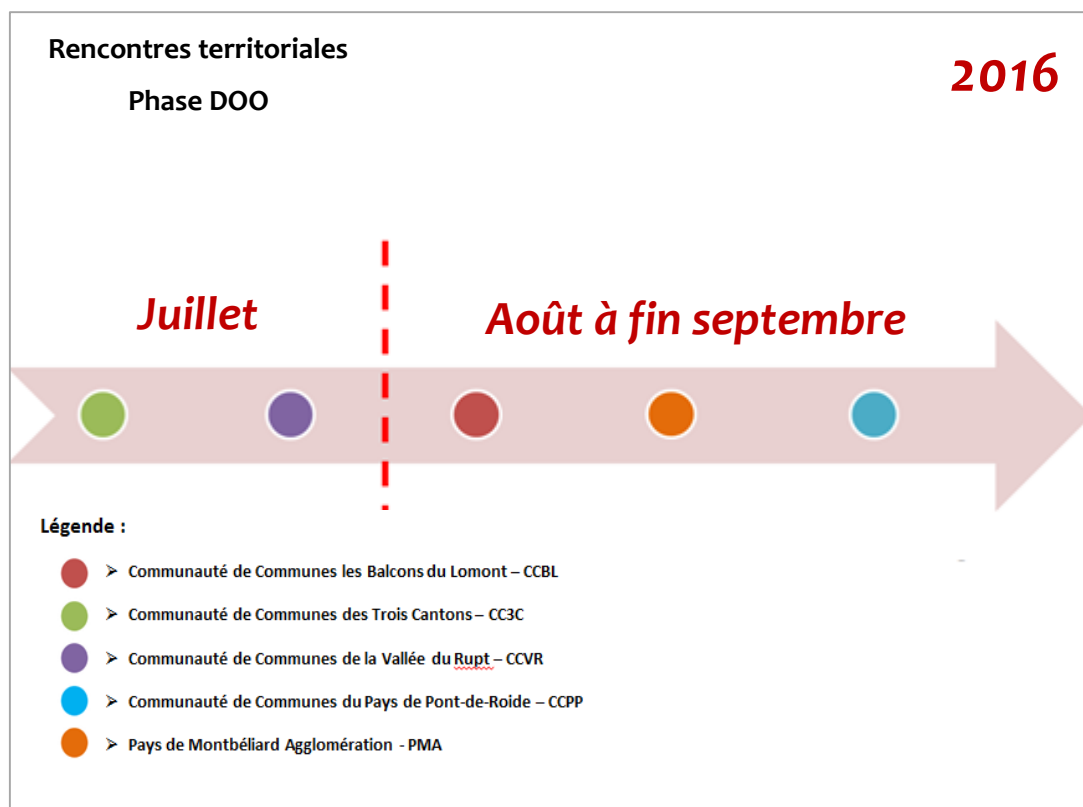 Rencontres territoriales
2016
Phase DOO
Juillet
Août à fin septembre
Légende :
➤ Communauté de Communes les Balcons du Lomont – CCBL
➤ Communauté de Communes des Trois Cantons – CC3C
➤ Communauté de Communes de la Vallée du Rupt – CCVR
➤ Communauté de Communes du Pays de Pont-de-Roide – CCPP
➤ Pays de Montbéliard Agglomération - PMA